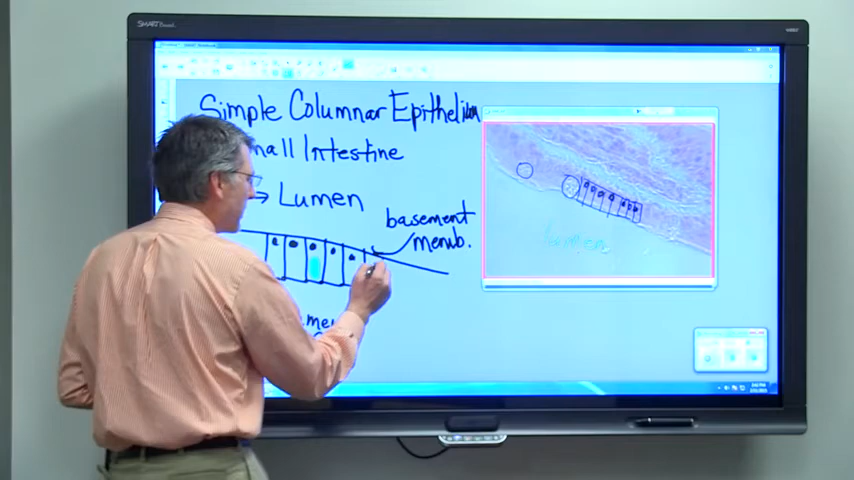 SMART Board
Simple Columnar Epithelium
mall Intestine
→ Lumen
basement
memb.
Lumen